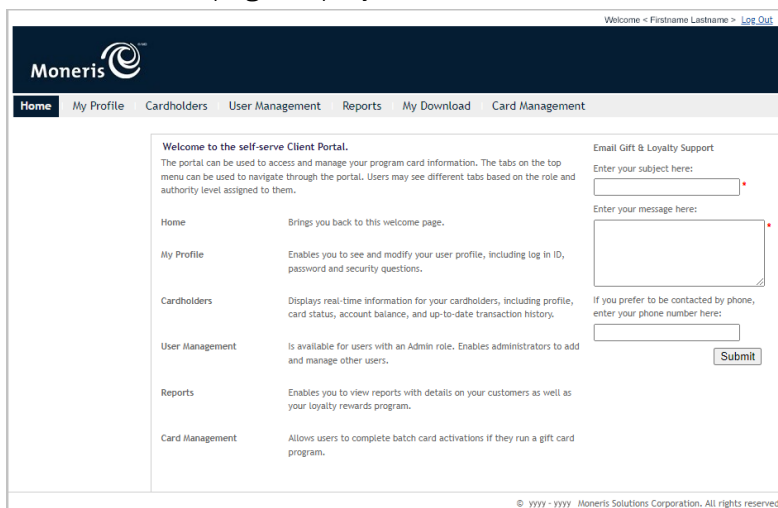 Welcome < Firstname Lastname > Log Out
Moneris
Home My Profile Cardholders User Management Reports My Download Card Management
Welcome to the self-serve Client Portal.
The portal can be used to access and manage your program card information. The tabs on the top
menu can be used to navigate through the portal. Users may see different tabs based on the role and
authority level assigned to them.
Home Brings you back to this welcome page.
My Profile Enables you to see and modify your user profile, including log in ID,
password and security questions.
Cardholders Displays real-time information for your cardholders, including profile,
card status, account balance, and up-to-date transaction history.
User Management Is available for users with an Admin role. Enables administrators to add
and manage other users.
Reports Enables you to view reports with details on your customers as well as
your loyalty rewards program.
Card Management Allows users to complete batch card activations if they run a gift card
program.
Email Gift & Loyalty Support
Enter your subject here:
*
Enter your message here:
*
If you prefer to be contacted by phone,
enter your phone number here:
Submit
© yyyy - yyyy Moneris Solutions Corporation. All rights reserved